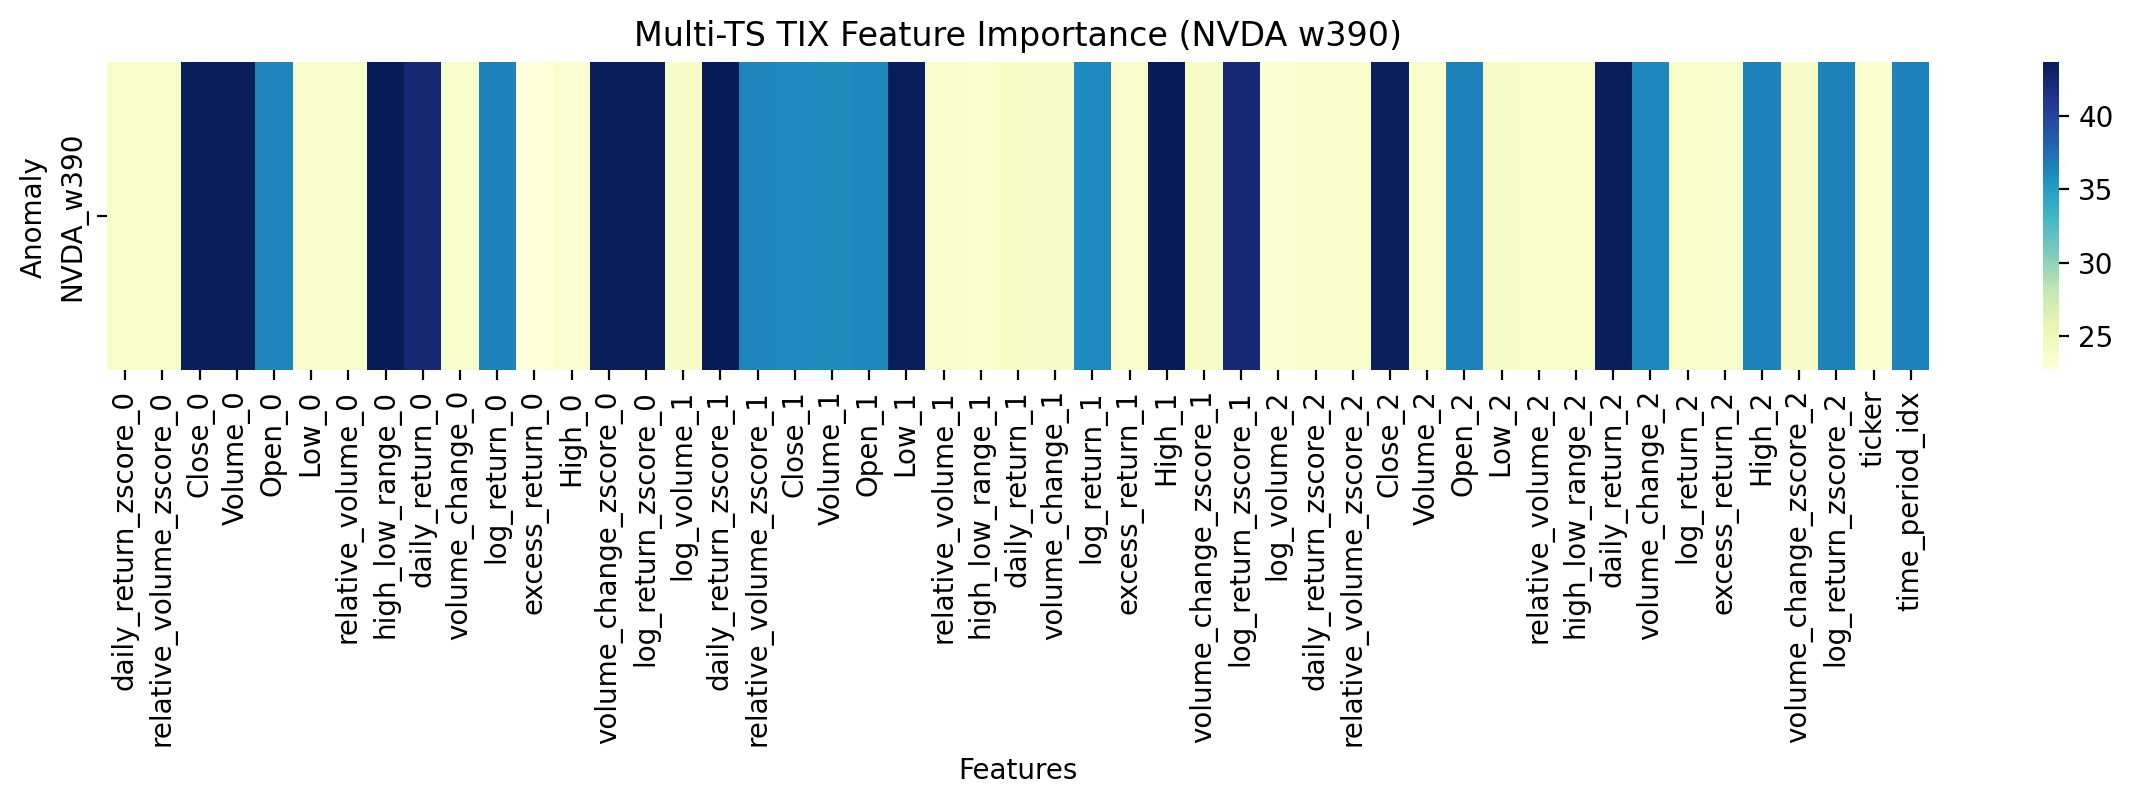 Multi-TS TIX Feature Importance (NVDA w390)
Anomaly
NVDA_w390
40
35
30
25
daily_return_zscore_0
relative_volume_zscore_0
Close_0
Volume_0
Open_0
Low_0
relative_volume_0
high_low_range_0
daily_return_0
volume_change_0
log_return_0
excess_return_0
High_0
volume_change_zscore_0
log_return_zscore_0
log_volume_1
daily_return_zscore_1
relative_volume_zscore_1
Close_1
Volume_1
Open_1
Low_1
relative_volume_1
high_low_range_1
daily_return_1
volume_change_1
log_return_1
excess_return_1
High_1
volume_change_zscore_1
log_return_zscore_1
log_volume_2
daily_return_zscore_2
relative_volume_zscore_2
Close_2
Volume_2
Open_2
Low_2
relative_volume_2
high_low_range_2
daily_return_2
volume_change_2
log_return_2
excess_return_2
High_2
volume_change_zscore_2
log_return_zscore_2
ticker
time_period_idx
Features